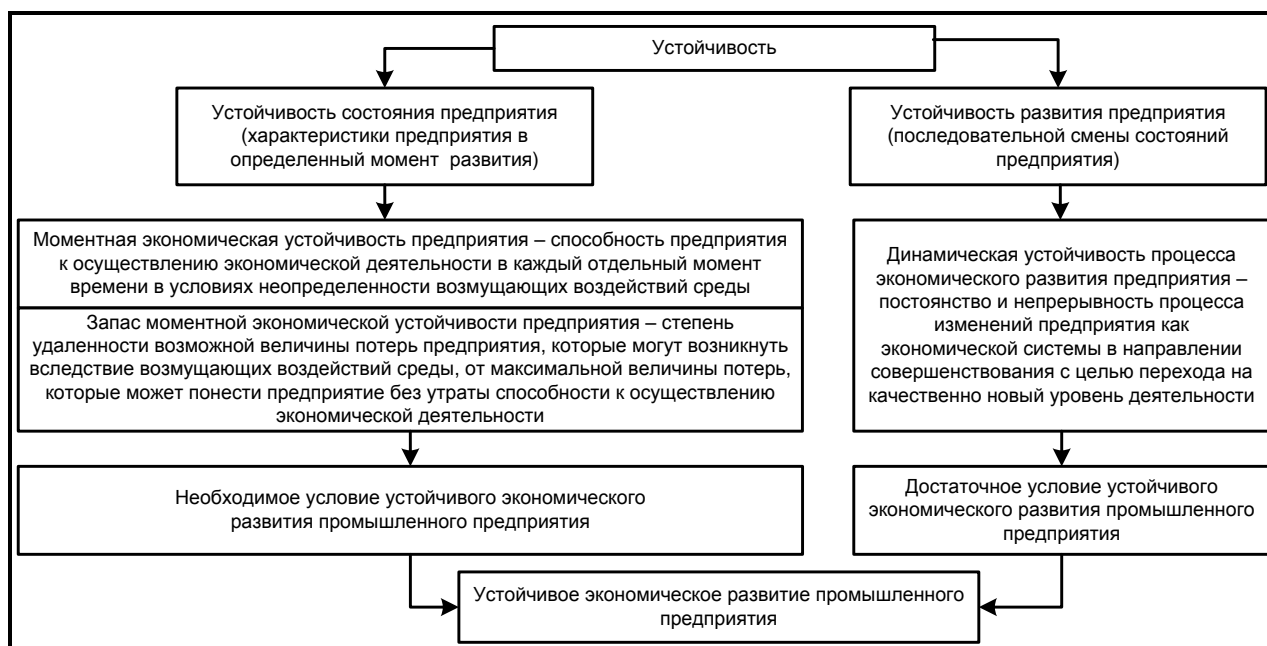 Устойчивость
Устойчивость состояния предприятия
(характеристики предприятия в
определенный момент развития)
Устойчивость развития предприятия
(последовательной смены состояний
предприятия)
Моментная экономическая устойчивость предприятия – способность предприятия
к осуществлению экономической деятельности в каждый отдельный момент
времени в условиях неопределенности возмущающих воздействий среды
Запас моментной экономической устойчивости предприятия – степень
удаленности возможной величины потерь предприятия, которые могут возникнуть
вследствие возмущающих воздействий среды, от максимальной величины потерь,
которые может понести предприятие без утраты способности к осуществлению
экономической деятельности
Динамическая устойчивость процесса
экономического развития предприятия –
постоянство и непрерывность процесса
изменений предприятия как
экономической системы в направлении
совершенствования с целью перехода на
качественно новый уровень деятельности
Необходимое условие устойчивого экономического
развития промышленного предприятия
Достаточное условие устойчивого
экономического развития промышленного
предприятия
Устойчивое экономическое развитие промышленного
предприятия